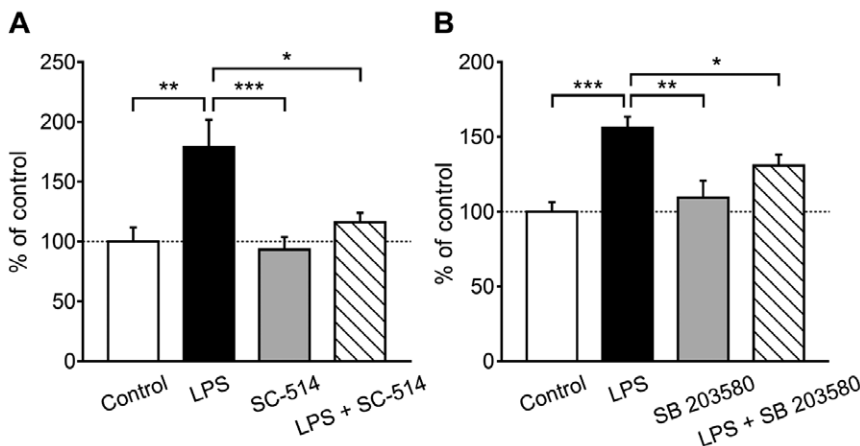 A
% of control
250
200
150
100
50
0
**
***
*
Control
LPS
SC-514
LPS + SC-514
B
% of control
200
150
100
50
0
***
**
*
Control
LPS
SB 203580
LPS + SB 203580